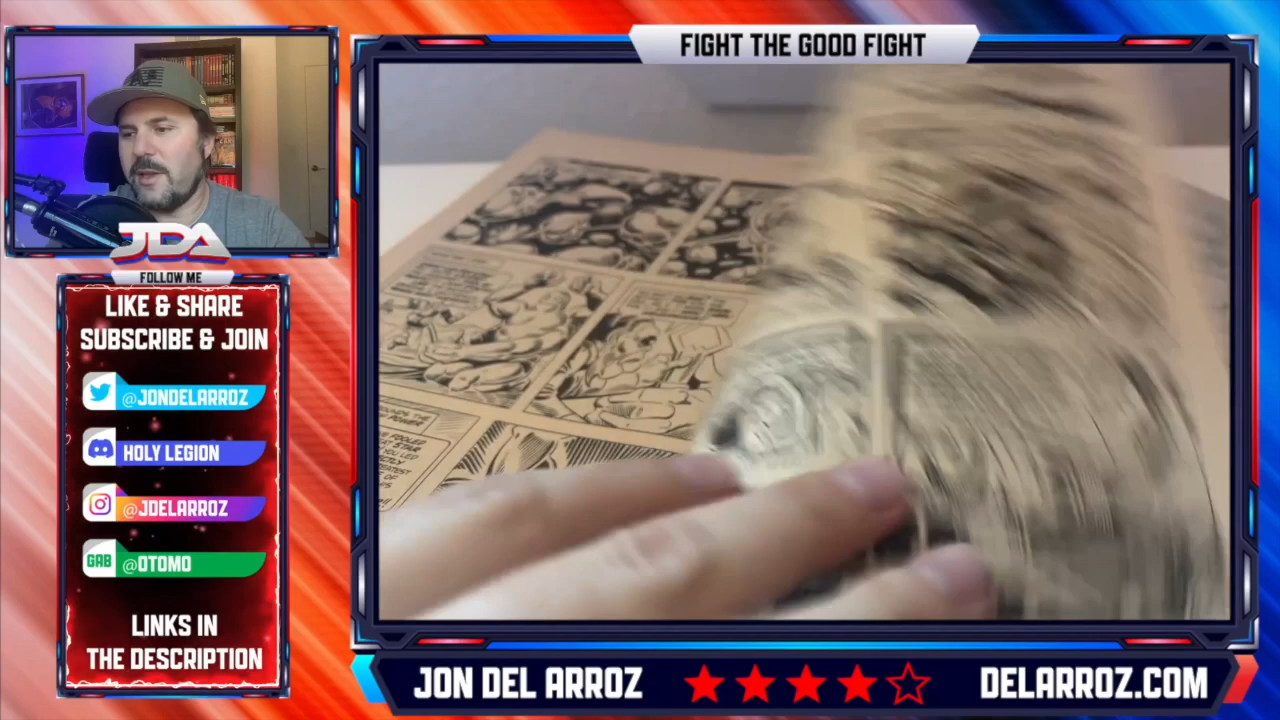 FIGHT THE GOOD FIGHT
JDA
FOLLOW ME
LIKE & SHARE
SUBSCRIBE & JOIN
@JONDELARROZ
HOLY LEGION
@JDELARROZ
GAB @OTOMO
LINKS IN
THE DESCRIPTION
JON DEL ARROZ
DELARROZ.COM